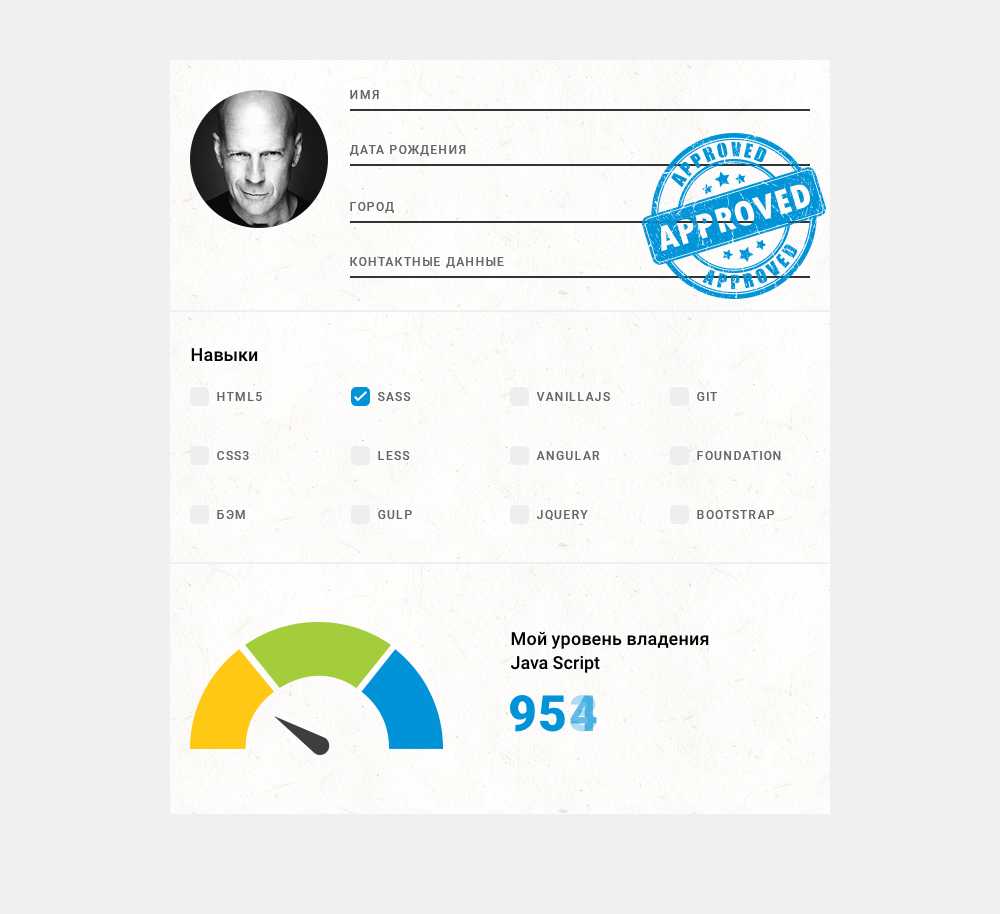 ИМЯ
ДАТА РОЖДЕНИЯ
ГОРОД
КОНТАКТНЫЕ ДАННЫЕ
APPROVED
APPROVED
APPROVED
Навыки
HTML5 SASS VANILLAJS GIT
CSS3 LESS ANGULAR FOUNDATION
БЭМ GULP JQUERY BOOTSTRAP
Мой уровень владения
Java Script
95